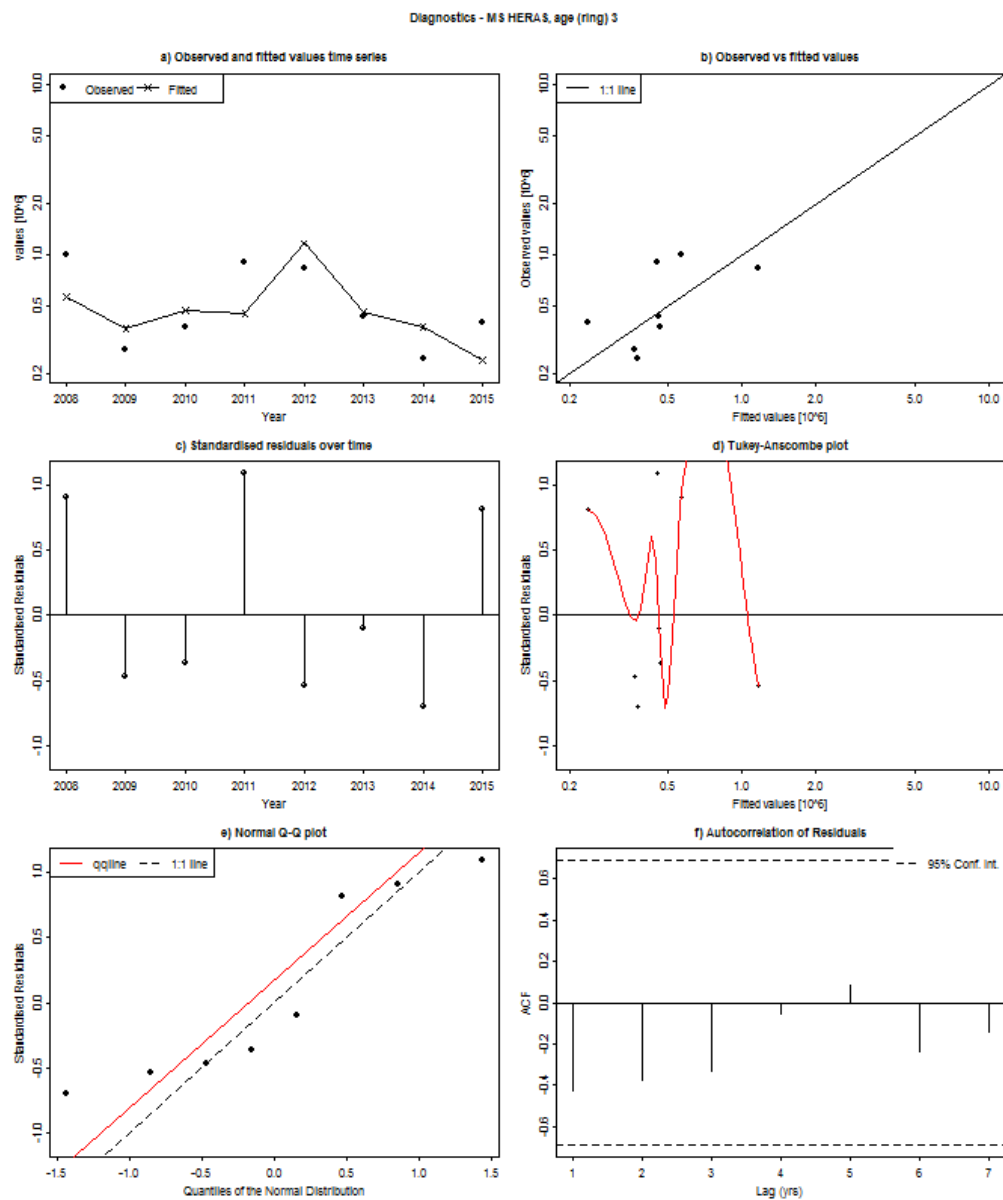 Diagnostics - MS HERAS, age (ring) 3
a) Observed and fitted values time series
Observed Fitted
values [10^6]
0.2 0.5 1.0 2.0 5.0 10.0
2008 2009 2010 2011 2012 2013 2014 2015
Year
b) Observed vs fitted values
1:1 line
Observed values [10^6]
0.2 0.5 1.0 2.0 5.0 10.0
0.2 0.5 1.0 2.0 5.0 10.0
Fitted values [10^6]
c) Standardised residuals over time
Standardised Residuals
-1.0 -0.5 0.0 0.5 1.0
2008 2009 2010 2011 2012 2013 2014 2015
Year
d) Tukey-Anscombe plot
Standardised Residuals
-1.0 -0.5 0.0 0.5 1.0
0.2 0.5 1.0 2.0 5.0 10.0
Fitted values [10^6]
e) Normal Q-Q plot
qqline 1:1 line
Standardised Residuals
-1.0 -0.5 0.0 0.5 1.0
-1.5 -1.0 -0.5 0.0 0.5 1.0 1.5
Quantiles of the Normal Distribution
f) Autocorrelation of Residuals
95% Conf. Int.
ACF
-0.6 -0.4 -0.2 0.0 0.2 0.4 0.6
1 2 3 4 5 6 7
Lag (yrs)